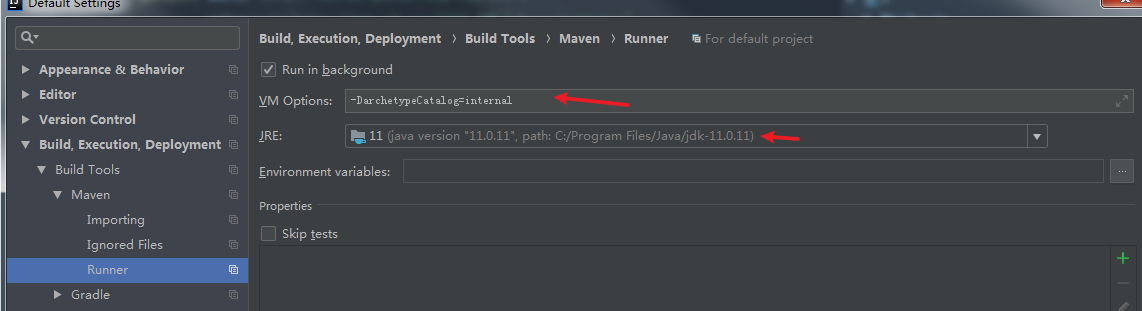 Default Settings
Build, Execution, Deployment › Build Tools › Maven › Runner For default project
Appearance & Behavior
Editor
Version Control
Build, Execution, Deployment
Build Tools
Maven
Importing
Ignored Files
Runner
Gradle
Run in background
VM Options: -DarchetypeCatalog=internal
JRE: 11 (java version "11.0.11", path: C:/Program Files/Java/jdk-11.0.11)
Environment variables: ...
Properties
Skip tests